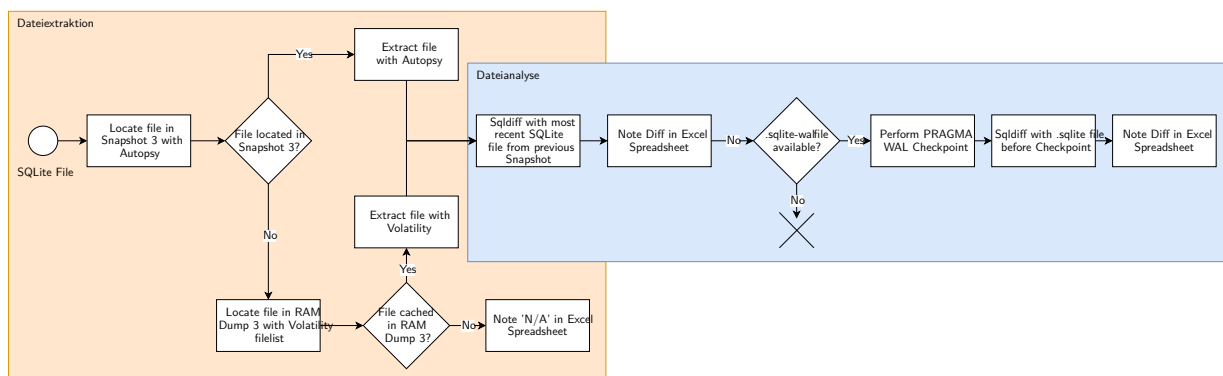 Dateiextraktion
SQLite File
Locate file in
Snapshot 3 with
Autopsy
File located in
Snapshot 3?
Yes
Extract file
with Autopsy
No
Locate file in RAM
Dump 3 with Volatility
filelist
File cached
in RAM
Dump 3?
Yes
Extract file with
Volatility
No
Note 'N/A' in Excel
Spreadsheet
Dateianalyse
Sqldiff with most
recent SQLite
file from previous
Snapshot
Note Diff in Excel
Spreadsheet
No
.sqlite-walfile
available?
No
Yes
Perform PRAGMA
WAL Checkpoint
Sqldiff with .sqlite file
before Checkpoint
Note Diff in Excel
Spreadsheet